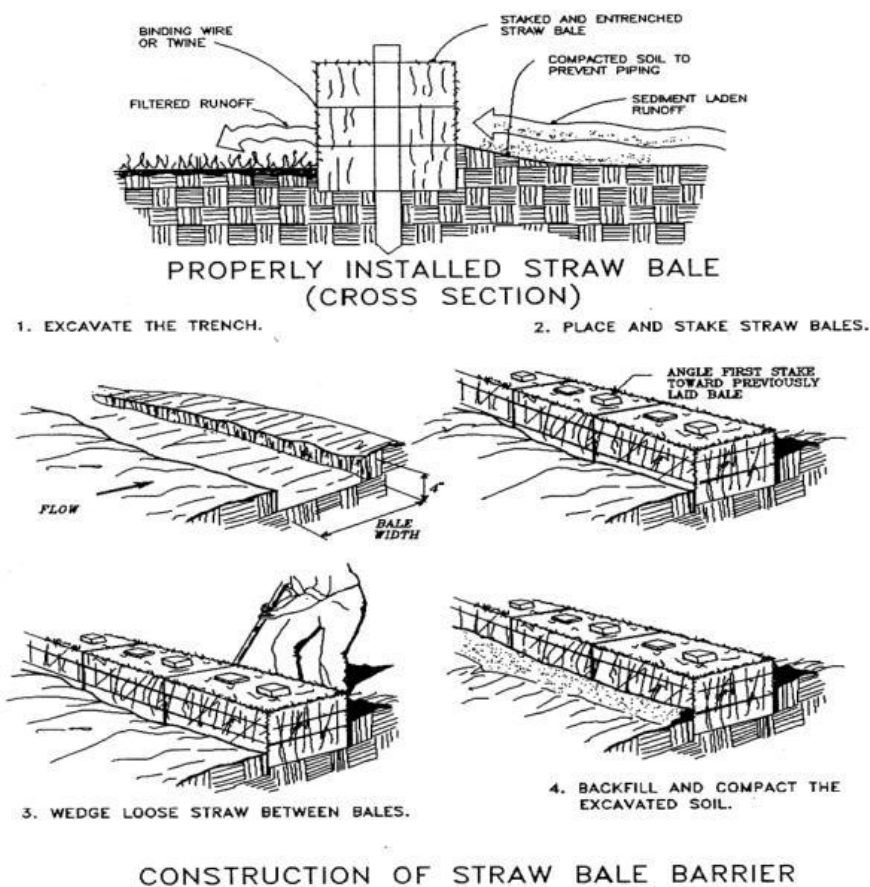 BINDING WIRE
OR TWINE
STAKED AND ENTRENCHED
STRAW BALE
COMPACTED SOIL TO
PREVENT PIPING
FILTERED RUNOFF
SEDIMENT LADEN
RUNOFF
PROPERLY INSTALLED STRAW BALE
(CROSS SECTION)
1. EXCAVATE THE TRENCH.
2. PLACE AND STAKE STRAW BALES.
ANGLE FIRST STAKE
TOWARD PREVIOUSLY
LAID BALE
FLOW
4"
BALE
WIDTH
3. WEDGE LOOSE STRAW BETWEEN BALES.
4. BACKFILL AND COMPACT THE
EXCAVATED SOIL.
CONSTRUCTION OF STRAW BALE BARRIER